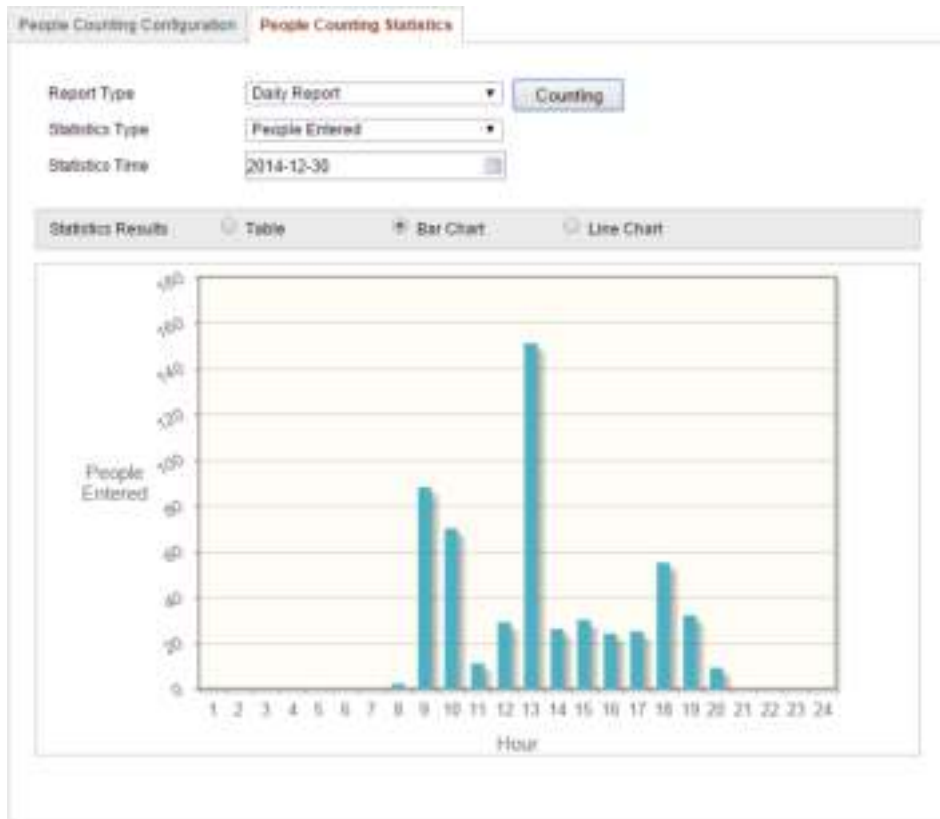 People Counting Configuration People Counting Statistics
Report Type Daily Report Counting
Statistics Type People Entered
Statistics Time 2014-12-30
Statistics Results Table Bar Chart Line Chart
180
160
140
120
100
80
60
40
20
0
People
Entered
1 2 3 4 5 6 7 8 9 10 11 12 13 14 15 16 17 18 19 20 21 22 23 24
Hour